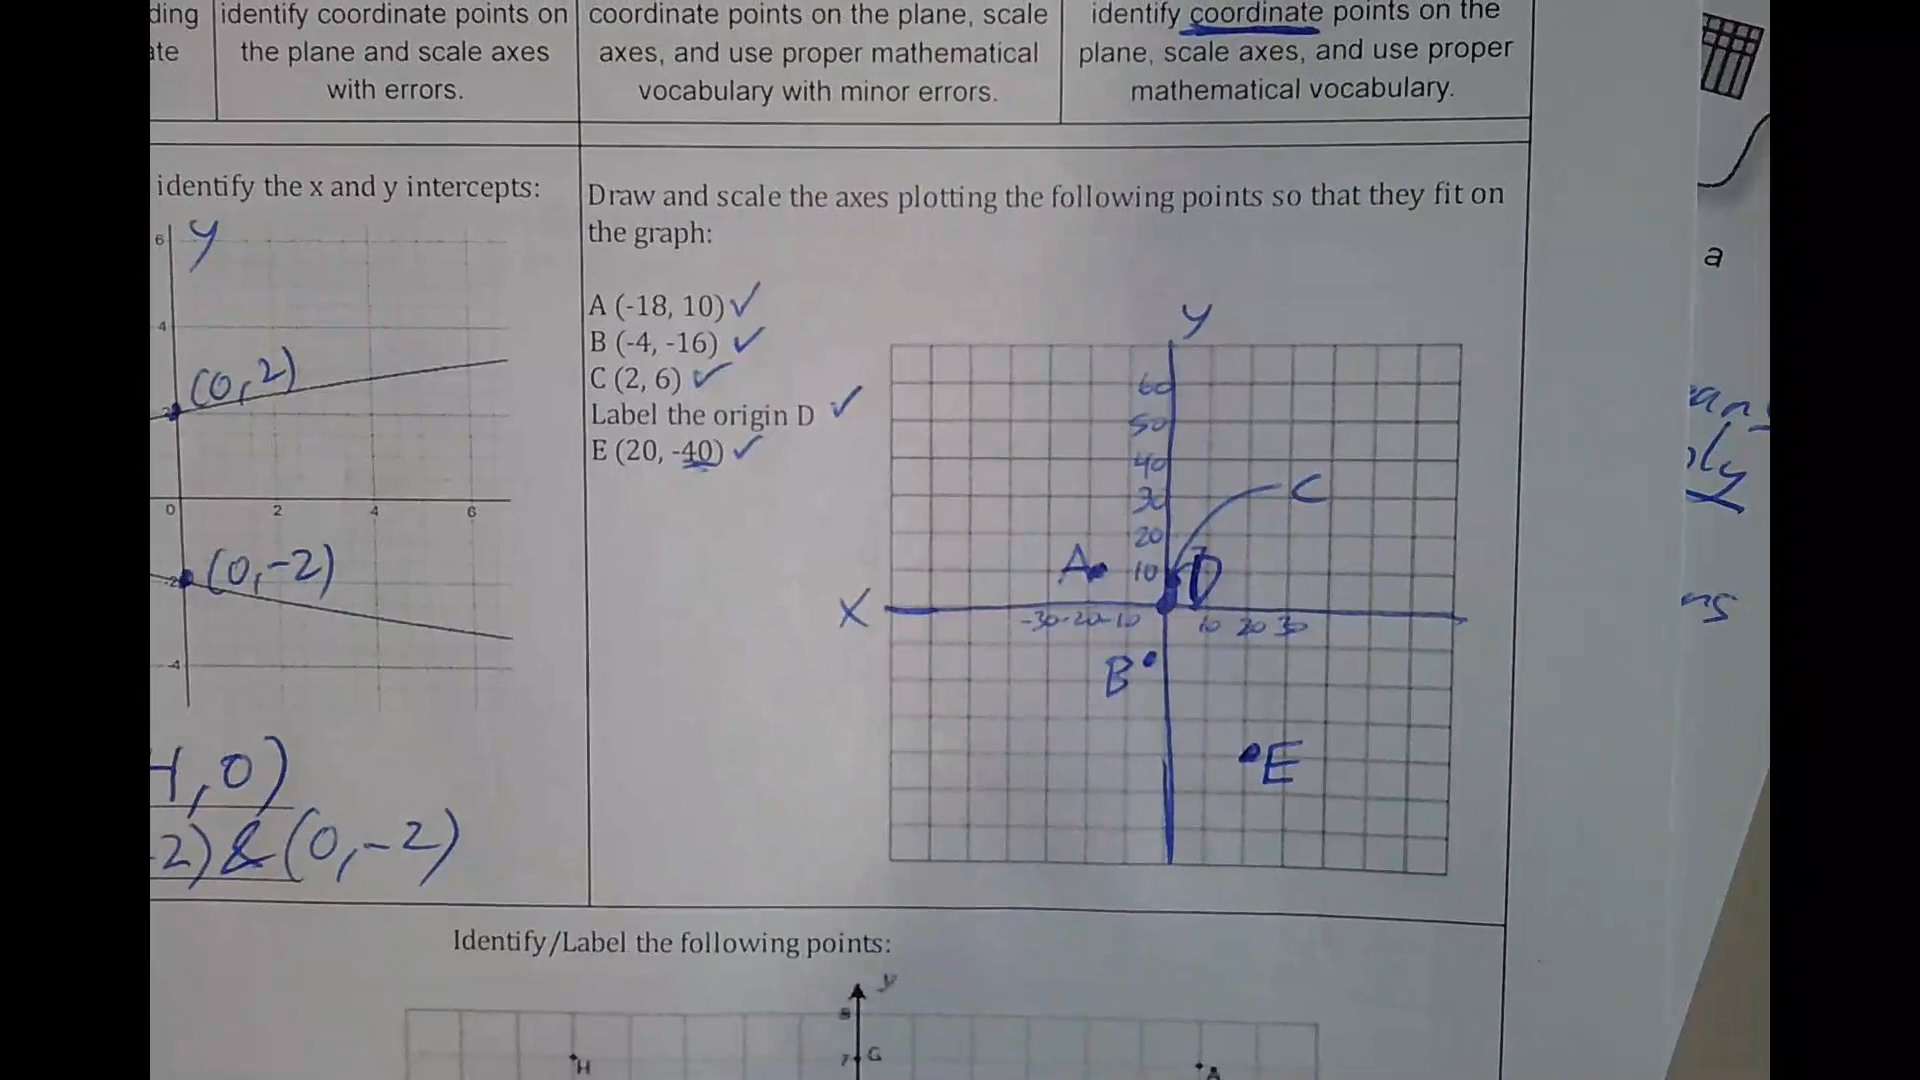 ding
ate
identify coordinate points on
the plane and scale axes
with errors.
coordinate points on the plane, scale
axes, and use proper mathematical
vocabulary with minor errors.
identify coordinate points on the
plane, scale axes, and use proper
mathematical vocabulary.
identify the x and y intercepts:
y
6
4
(0,2)
0 2 4 6
-2 (0,-2)
-4
,0)
2) & (0,-2)
Draw and scale the axes plotting the following points so that they fit on
the graph:
A (-18, 10) ✓
B (-4, -16) ✓
C (2, 6) ✓
Label the origin D ✓
E (20, -40) ✓
y
60
50
40
30 C
20
A 10 D
X -30 -20 -10 10 20 30
B
E
a
ns
Identify/Label the following points:
y
8
7 G
H A